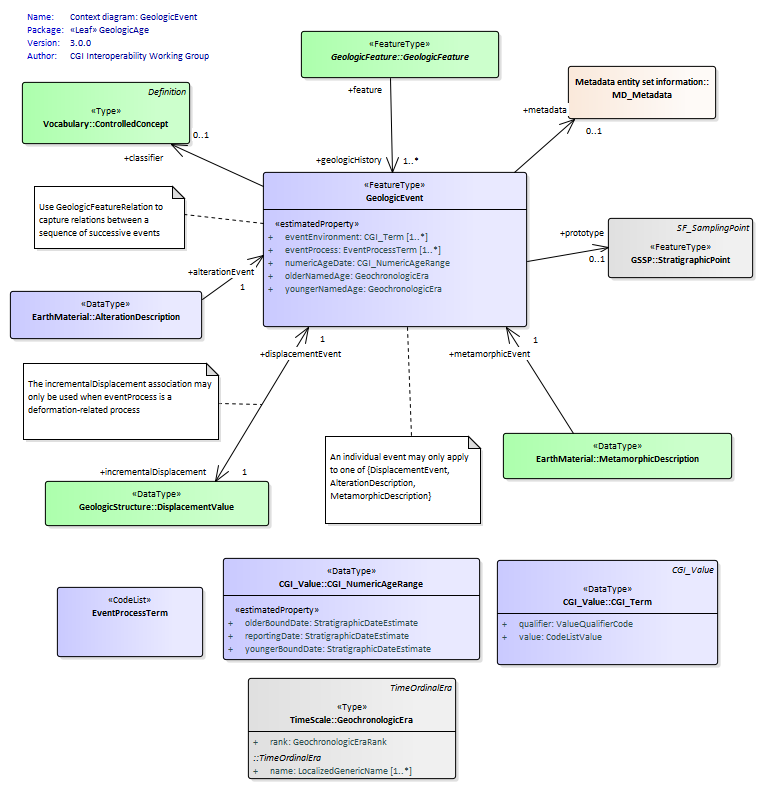 Name: Context diagram: GeologicEvent
Package: «Leaf» GeologicAge
Version: 3.0.0
Author: CGI Interoperability Working Group
«FeatureType»
GeologicFeature::GeologicFeature
Metadata entity set information::
MD_Metadata
Definition
«Type»
Vocabulary::ControlledConcept
+feature
+metadata
0..1
0..1
+classifier
+geologicHistory 1..*
«FeatureType»
GeologicEvent
«estimatedProperty»
+ eventEnvironment: CGI_Term [1..*]
+ eventProcess: EventProcessTerm [1..*]
+ numericAgeDate: CGI_NumericAgeRange
+ olderNamedAge: GeochronologicEra
+ youngerNamedAge: GeochronologicEra
Use GeologicFeatureRelation to
capture relations between a
sequence of successive events
+prototype
0..1
SF_SamplingPoint
«FeatureType»
GSSP::StratigraphicPoint
+alterationEvent
1
«DataType»
EarthMaterial::AlterationDescription
1
+displacementEvent
1
+metamorphicEvent
The incrementalDisplacement association may
only be used when eventProcess is a
deformation-related process
An individual event may only apply
to one of {DisplacementEvent,
AlterationDescription,
MetamorphicDescription}
«DataType»
EarthMaterial::MetamorphicDescription
+incrementalDisplacement 1
«DataType»
GeologicStructure::DisplacementValue
«CodeList»
EventProcessTerm
«DataType»
CGI_Value::CGI_NumericAgeRange
«estimatedProperty»
+ olderBoundDate: StratigraphicDateEstimate
+ reportingDate: StratigraphicDateEstimate
+ youngerBoundDate: StratigraphicDateEstimate
CGI_Value
«DataType»
CGI_Value::CGI_Term
+ qualifier: ValueQualifierCode
+ value: CodeListValue
TimeOrdinalEra
«Type»
TimeScale::GeochronologicEra
+ rank: GeochronologicEraRank
::TimeOrdinalEra
+ name: LocalizedGenericName [1..*]